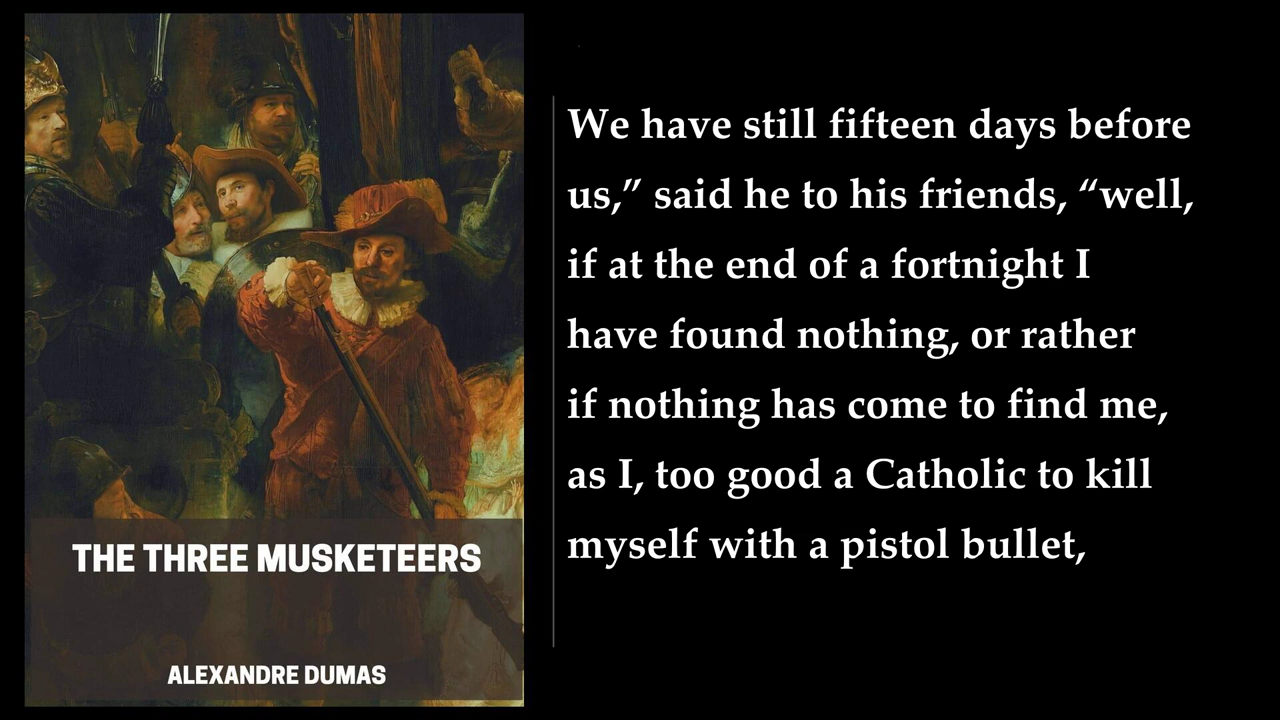 THE THREE MUSKETEERS
ALEXANDRE DUMAS
We have still fifteen days before
us,” said he to his friends, “well,
if at the end of a fortnight I
have found nothing, or rather
if nothing has come to find me,
as I, too good a Catholic to kill
myself with a pistol bullet,